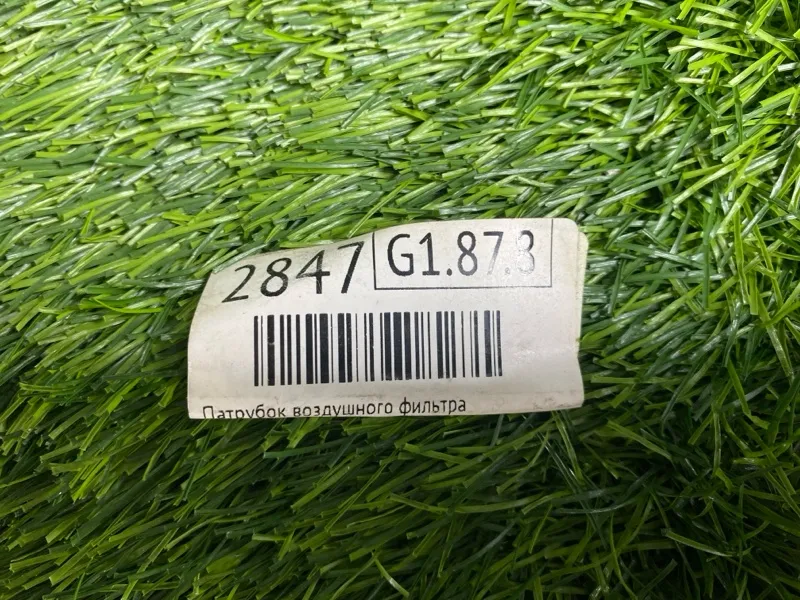 2847 G1.87.3
Патрубок воздушного фильтра